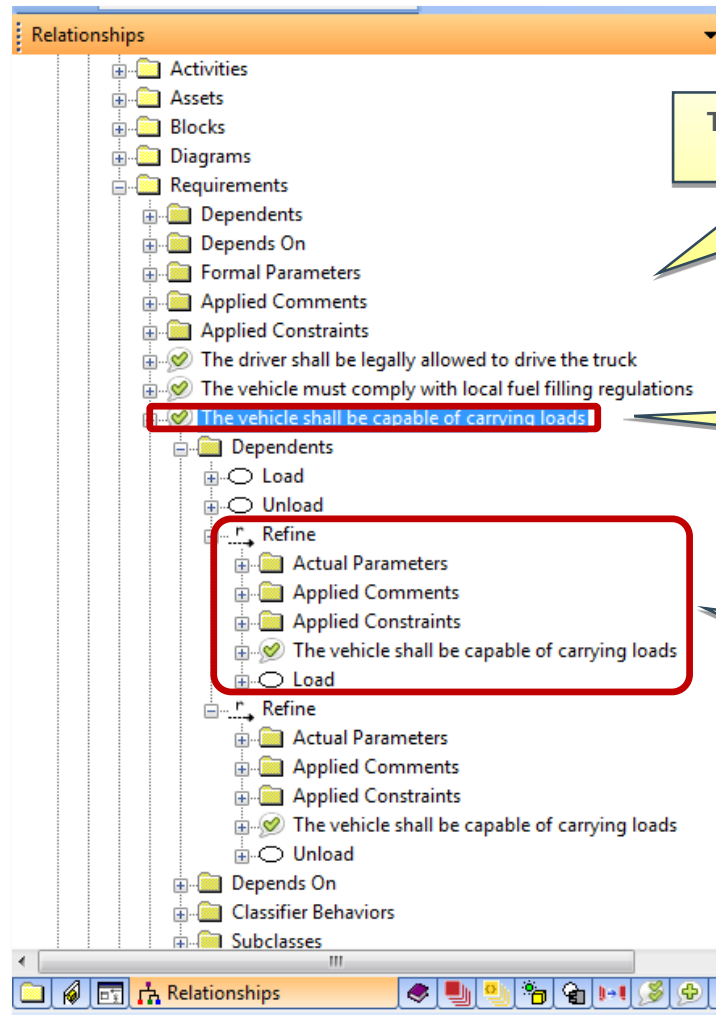 Relationships
Activities
Assets
Blocks
T
Diagrams
Requirements
Dependents
Depends On
Formal Parameters
Applied Comments
Applied Constraints
The driver shall be legally allowed to drive the truck
The vehicle must comply with local fuel filling regulations
The vehicle shall be capable of carrying loads
Dependents
Load
Unload
Refine
Actual Parameters
Applied Comments
Applied Constraints
The vehicle shall be capable of carrying loads
Load
Refine
Actual Parameters
Applied Comments
Applied Constraints
The vehicle shall be capable of carrying loads
Unload
Depends On
Classifier Behaviors
Subclasses
Relationships